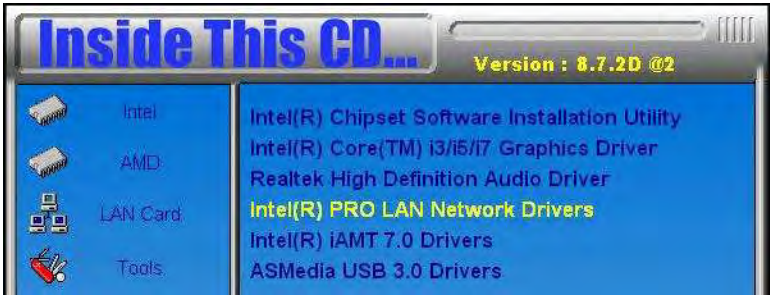 Inside This CD...
Version : 8.7.2D @2
Intel
AMD
LAN Card
Tools
Intel(R) Chipset Software Installation Utility
Intel(R) Core(TM) i3/i5/i7 Graphics Driver
Realtek High Definition Audio Driver
Intel(R) PRO LAN Network Drivers
Intel(R) iAMT 7.0 Drivers
ASMedia USB 3.0 Drivers